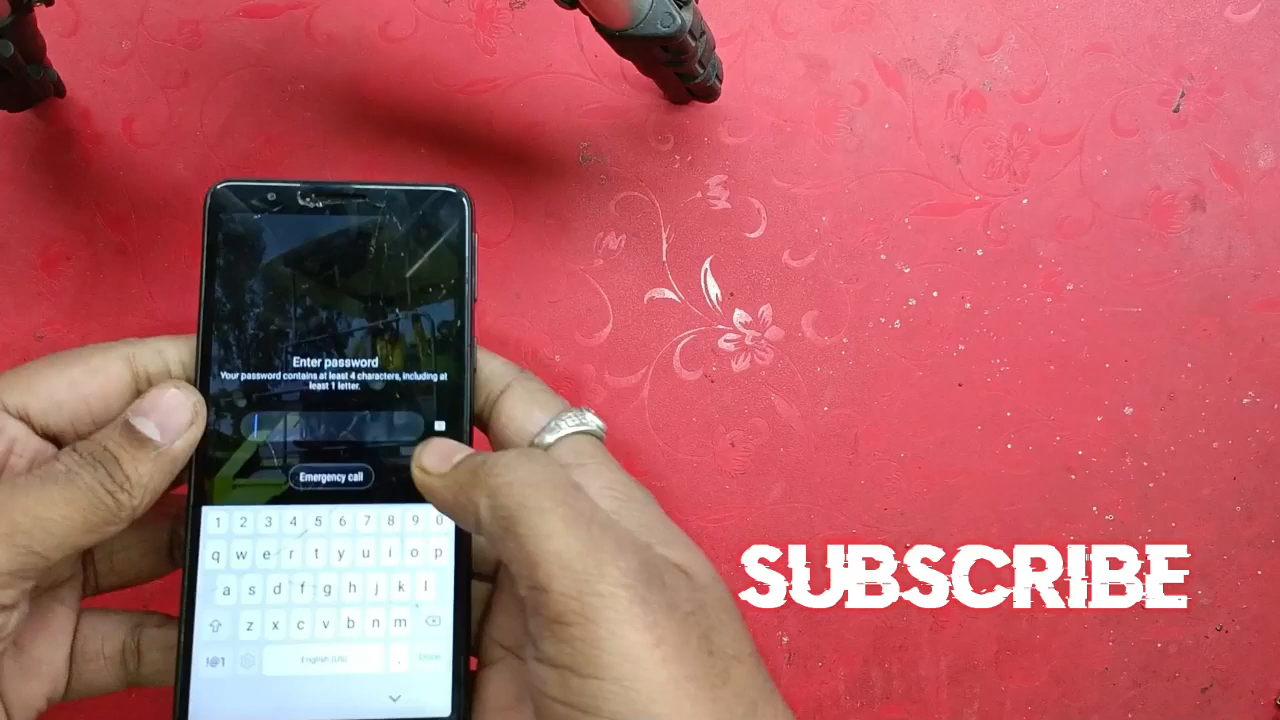 Enter password
Your password contains at least 4 characters, including at
least 1 letter.
Emergency call
1 2 3 4 5 6 7 8 9 0
q w e r t y u i o p
a s d f g h j k l
z x c v b n m
!@1 English (US) .
SUBSCRIBE